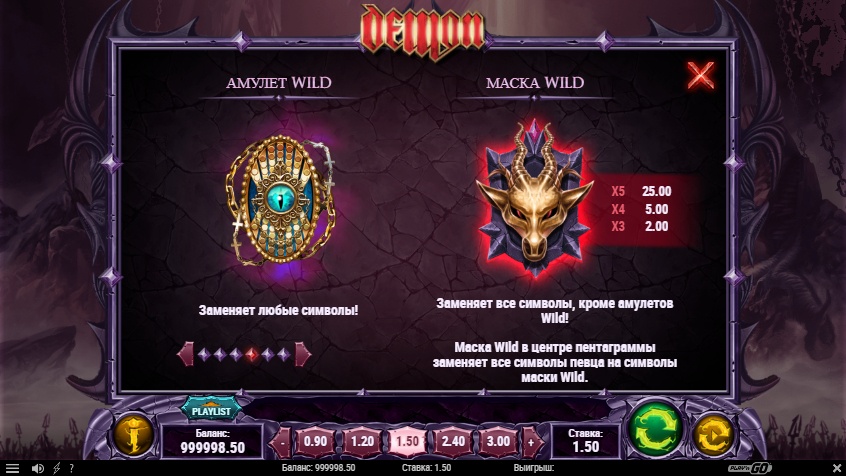 Demon
АМУЛЕТ WILD
МАСКА WILD
X5 25.00
X4 5.00
X3 2.00
Заменяет любые символы!
Заменяет все символы, кроме амулетов
Wild!
Маска Wild в центре пентаграммы
заменяет все символы певца на символы
маски Wild.
PLAYLIST
Баланс:
999998.50
- 0.90 1.20 1.50 2.40 3.00 +
Ставка:
1.50
? Баланс: 999998.50 Ставка: 1.50 Выигрыш: PLAY'N GO